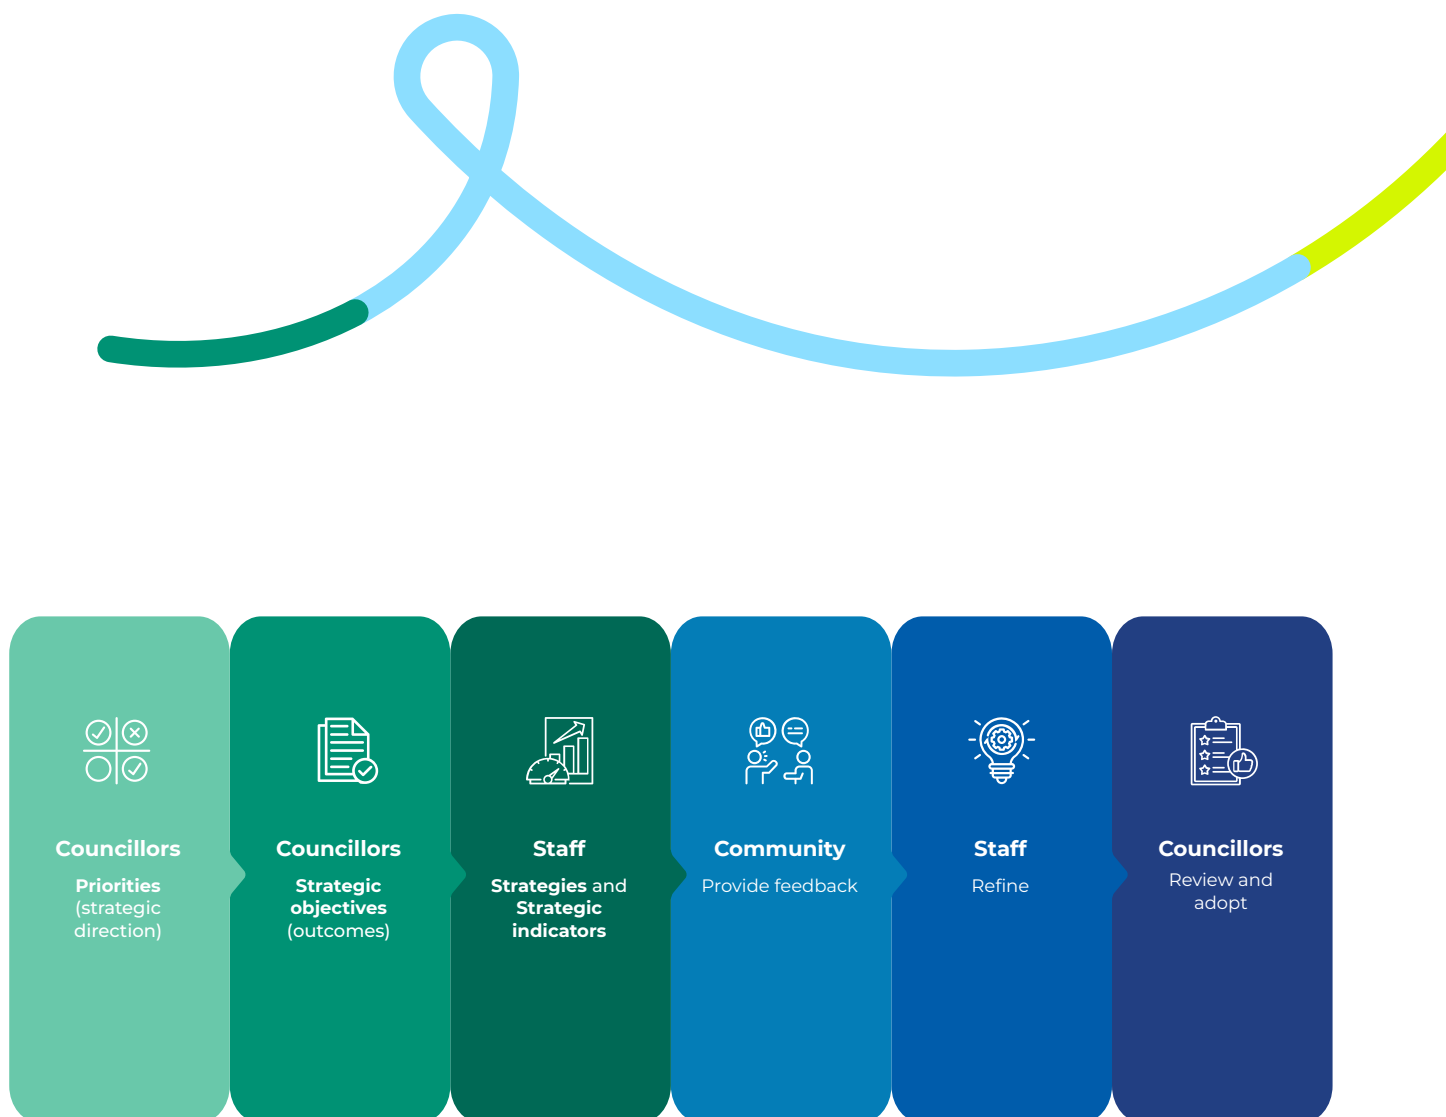 Councillors
Priorities
(strategic
direction)
Councillors
Strategic
objectives
(outcomes)
Staff
Strategies and
Strategic
indicators
Community
Provide feedback
Staff
Refine
Councillors
Review and
adopt